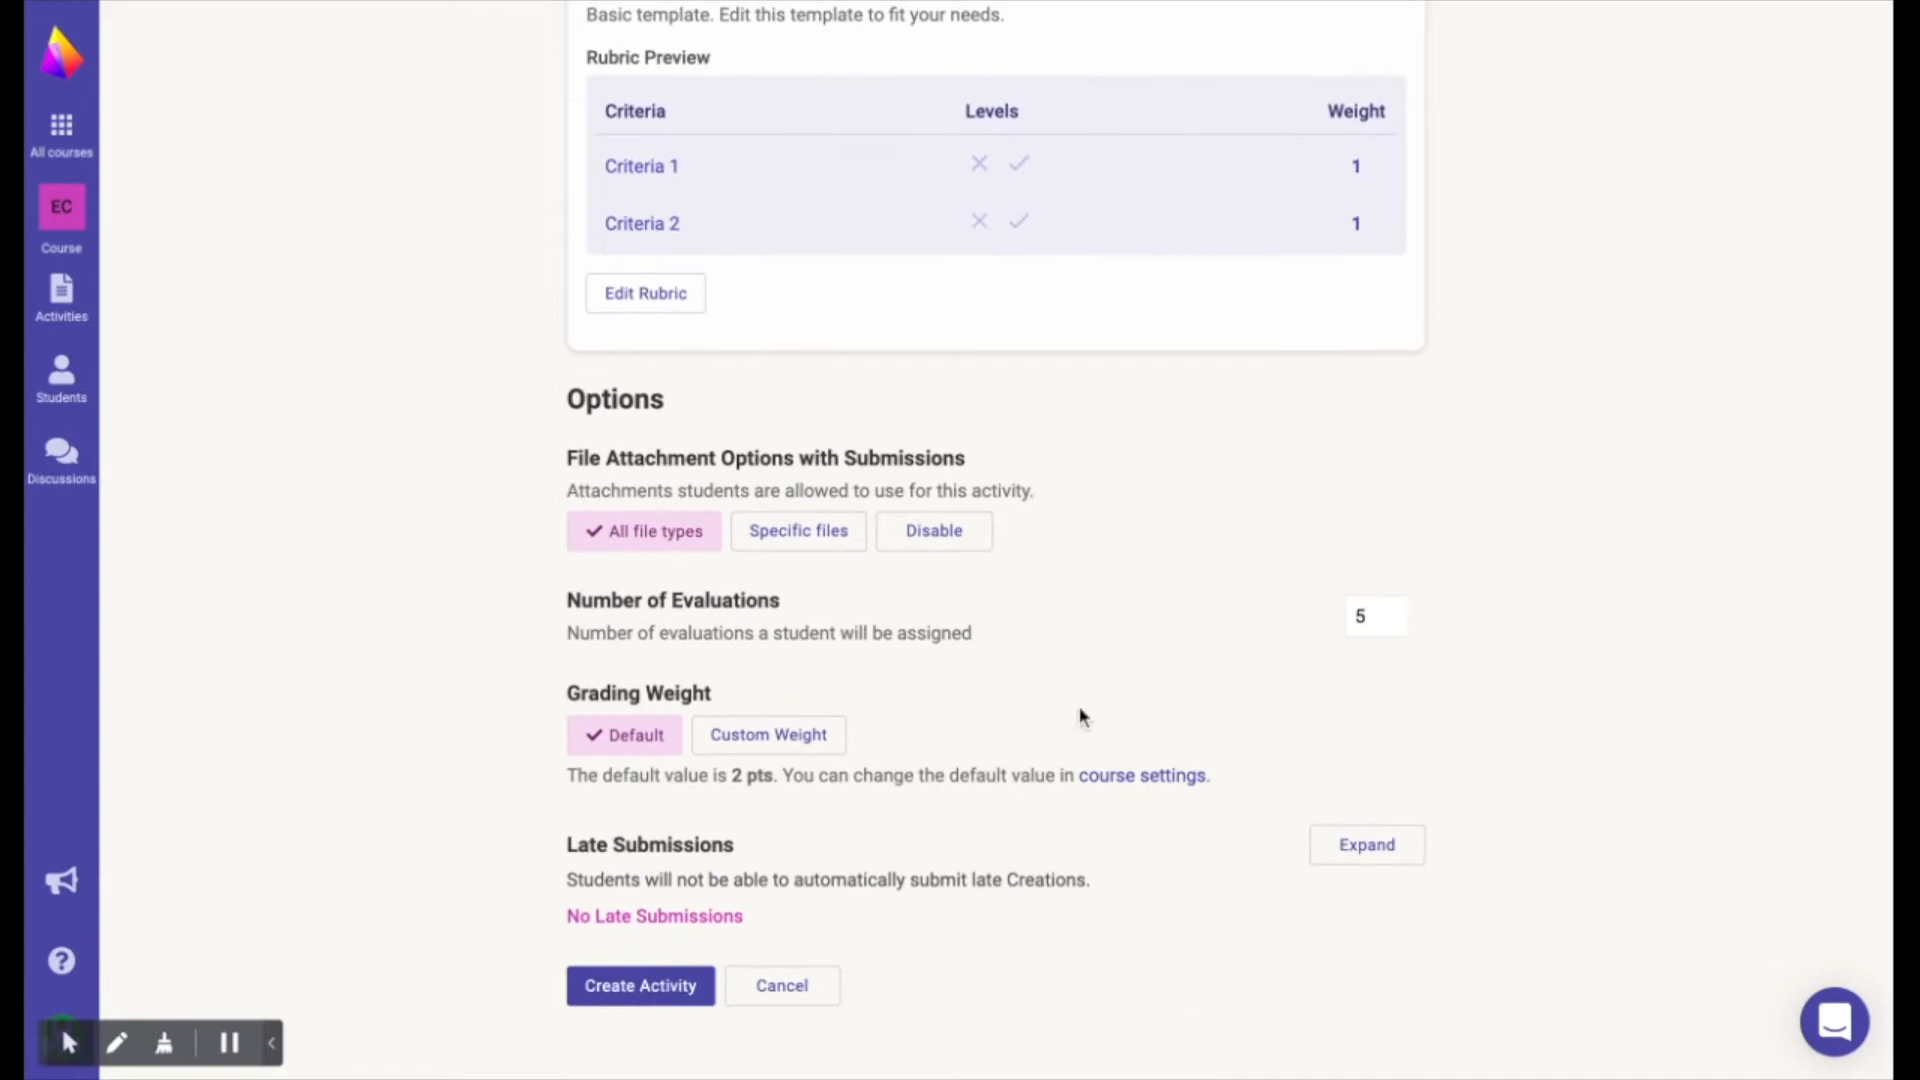 Basic template. Edit this template to fit your needs.
Rubric Preview
Criteria Levels Weight
Criteria 1 1
Criteria 2 1
Edit Rubric
Options
File Attachment Options with Submissions
Attachments students are allowed to use for this activity.
All file types Specific files Disable
Number of Evaluations
Number of evaluations a student will be assigned
5
Grading Weight
Default Custom Weight
The default value is 2 pts. You can change the default value in course settings.
Late Submissions
Expand
Students will not be able to automatically submit late Creations.
No Late Submissions
Create Activity Cancel
All courses
EC
Course
Activities
Students
Discussions